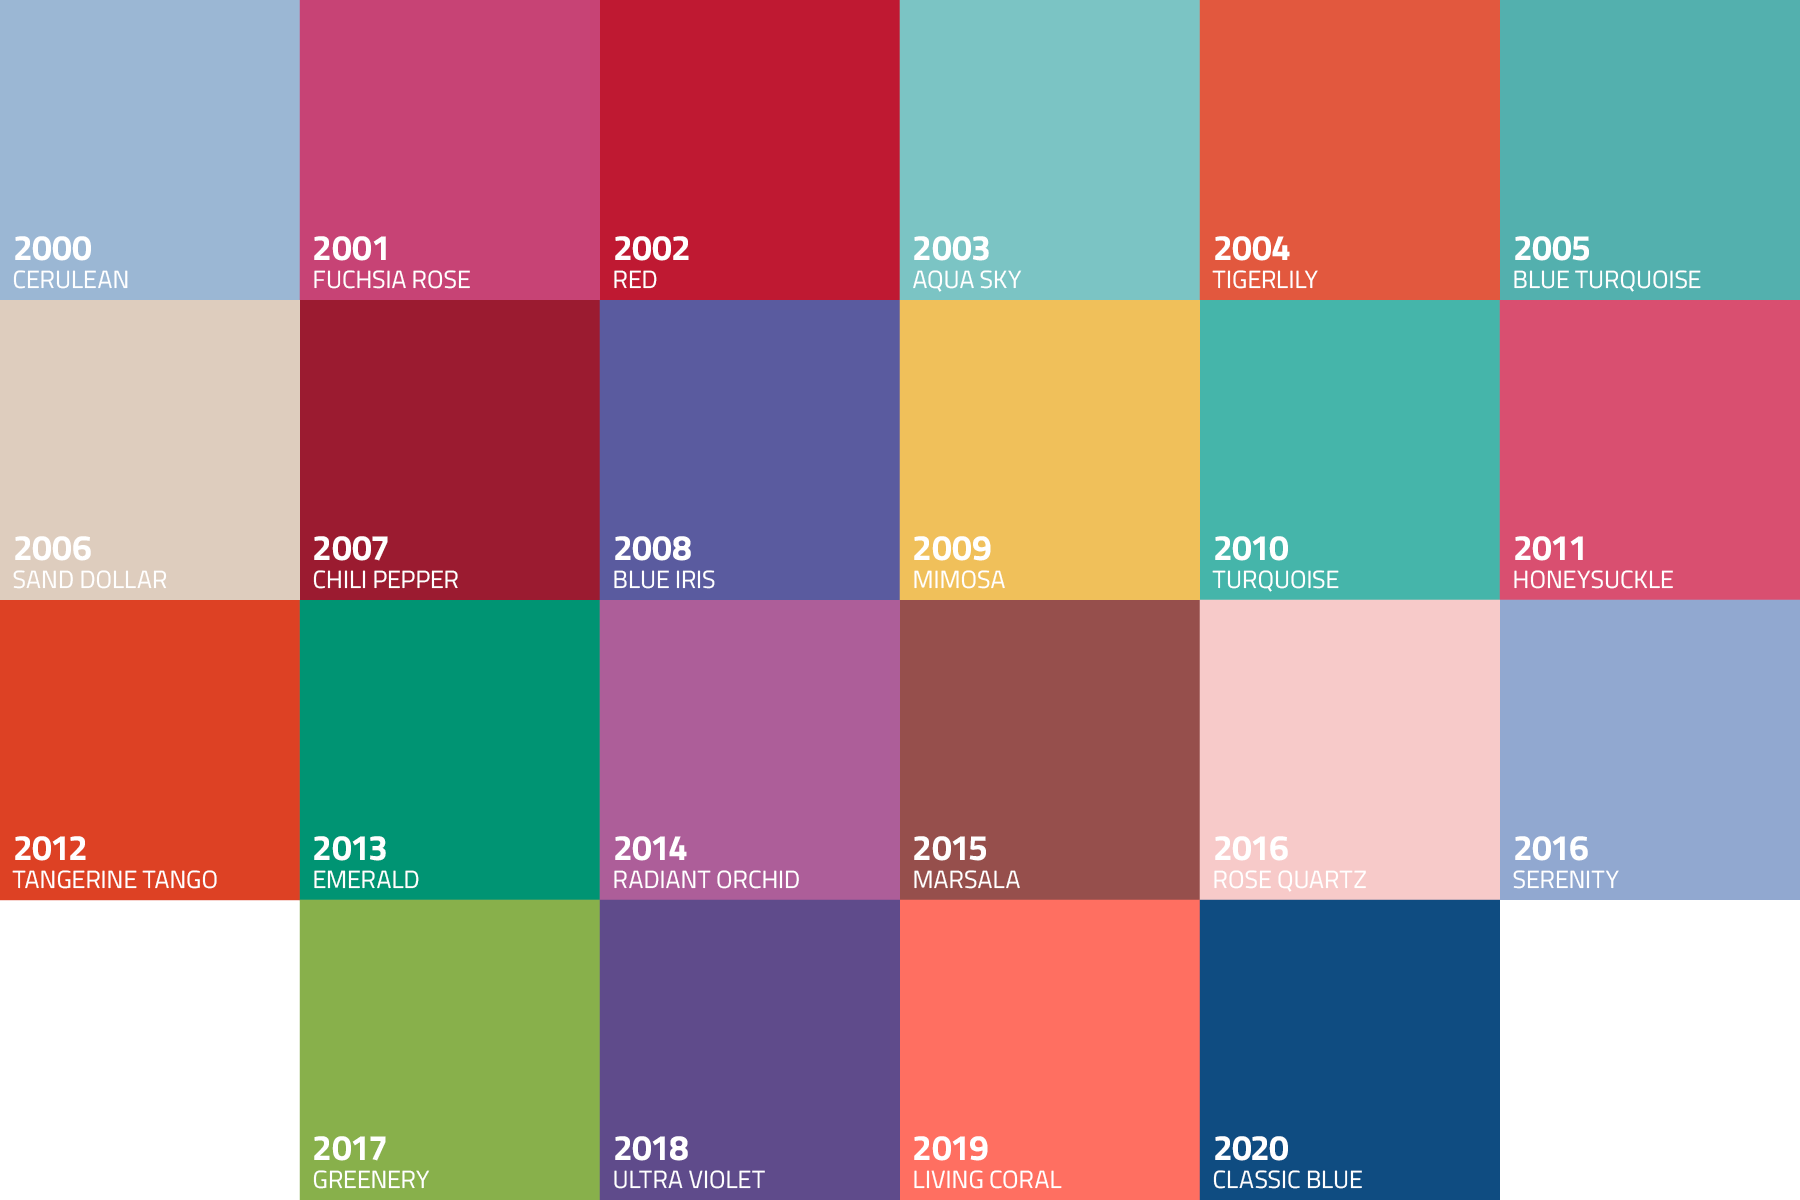 2000
CERULEAN
2001
FUCHSIA ROSE
2002
RED
2003
AQUA SKY
2004
TIGERLILY
2005
BLUE TURQUOISE
2006
SAND DOLLAR
2007
CHILI PEPPER
2008
BLUE IRIS
2009
MIMOSA
2010
TURQUOISE
2011
HONEYSUCKLE
2012
TANGERINE TANGO
2013
EMERALD
2014
RADIANT ORCHID
2015
MARSALA
2016
ROSE QUARTZ
2016
SERENITY
2017
GREENERY
2018
ULTRA VIOLET
2019
LIVING CORAL
2020
CLASSIC BLUE